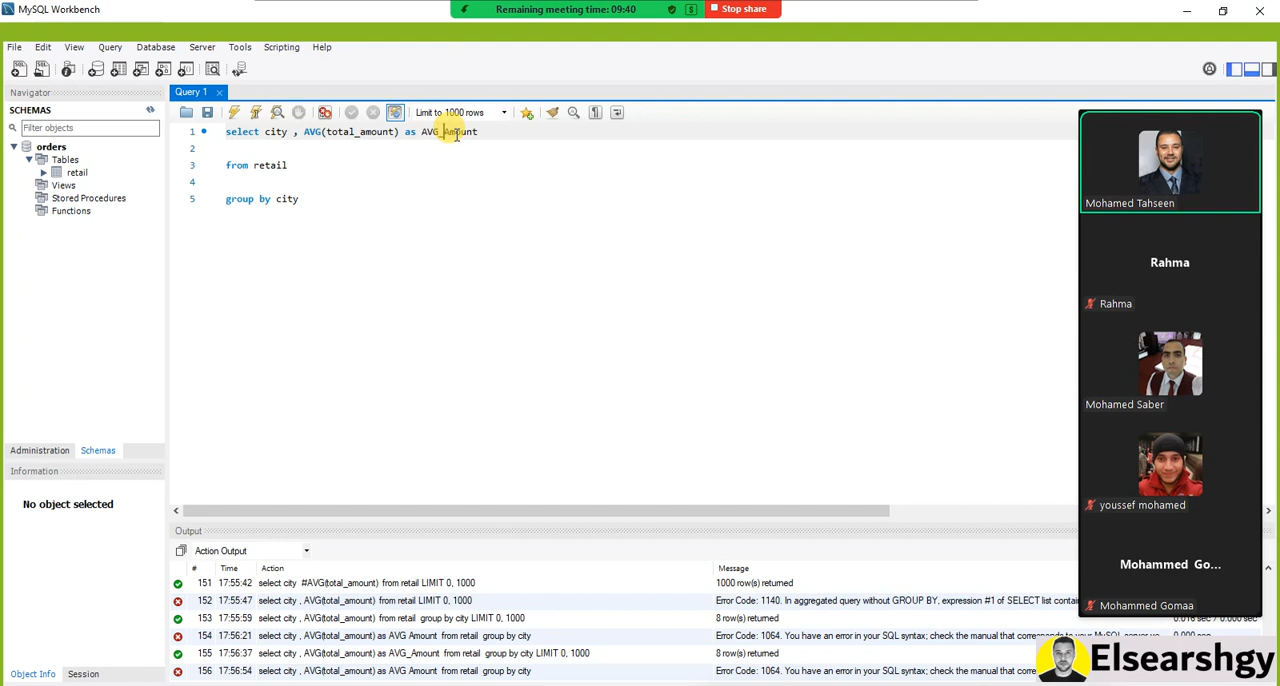 MySQL Workbench
Remaining meeting time: 09:40
Stop share
File Edit View Query Database Server Tools Scripting Help
Navigator
SCHEMAS
Filter objects
orders
Tables
retail
Views
Stored Procedures
Functions
Administration Schemas
Information
No object selected
Object Info Session
Query 1
Limit to 1000 rows
1 select city , AVG(total_amount) as AVG_Amount
2
3 from retail
4
5 group by city
Output
Action Output
# Time Action Message
151 17:55:42 select city #AVG(total_amount) from retail LIMIT 0, 1000 1000 row(s) returned
152 17:55:47 select city , AVG(total_amount) from retail LIMIT 0, 1000 Error Code: 1140. In aggregated query without GROUP BY, expression #1 of SELECT list contai
153 17:55:59 select city , AVG(total_amount) from retail group by city LIMIT 0, 1000 8 row(s) returned 0.016 sec / 0.000 sec
154 17:56:21 select city , AVG(total_amount) as AVG Amount from retail group by city Error Code: 1064. You have an error in your SQL syntax; check the manual that corresponds to your MySQL server ve 0.000 sec
155 17:56:37 select city , AVG(total_amount) as AVG_Amount from retail group by city LIMIT 0, 1000 8 row(s) returned
156 17:56:54 select city , AVG(total_amount) as AVG Amount from retail group by city Error Code: 1064. You have an error in your SQL syntax; check the manual that
Mohamed Tahseen
Rahma
Rahma
Mohamed Saber
youssef mohamed
Mohammed Go...
Mohammed Gomaa
Elsearshgy